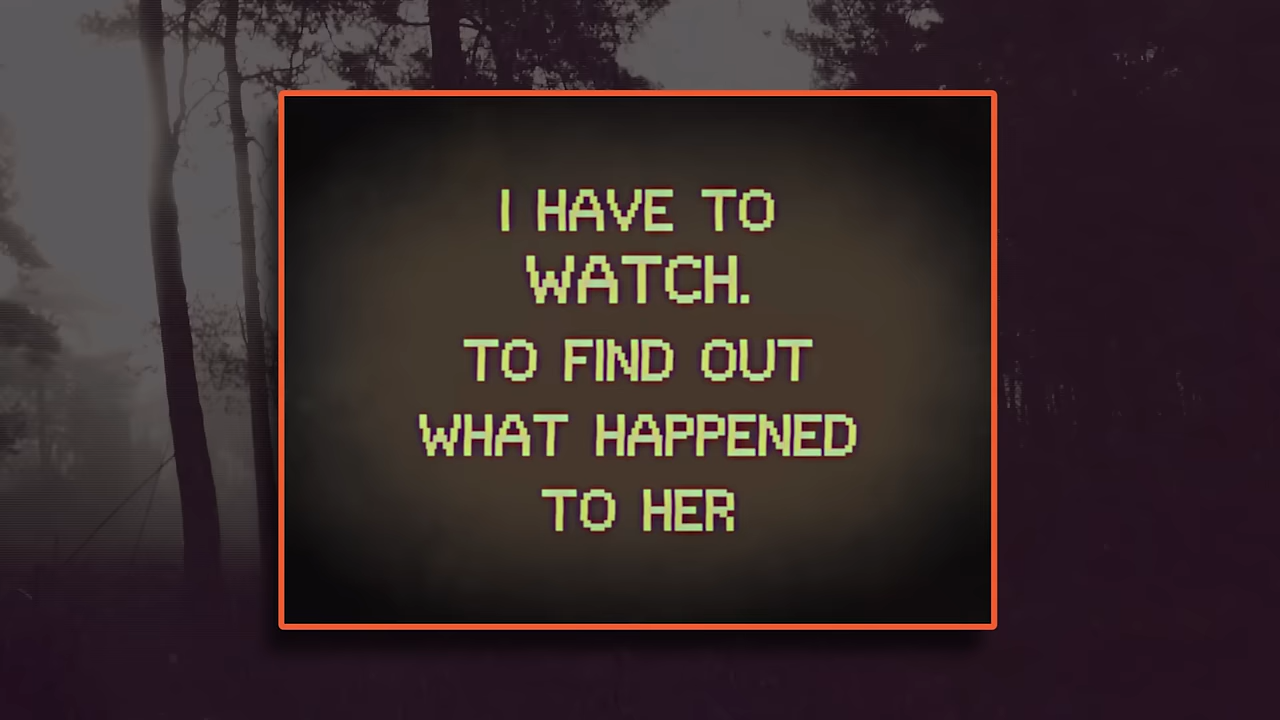 I HAVE TO
WATCH.
TO FIND OUT
WHAT HAPPENED
TO HER